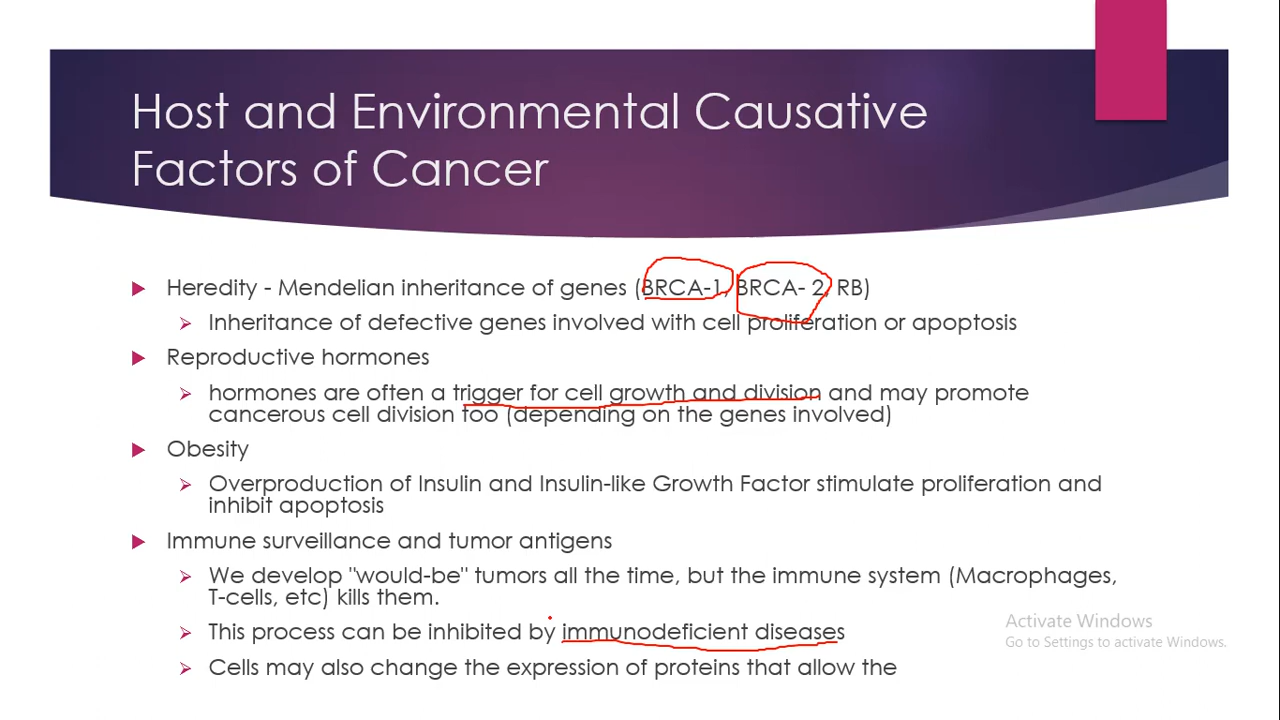 Host and Environmental Causative
Factors of Cancer
Heredity - Mendelian inheritance of genes (BRCA-1, BRCA- 2, RB)
Inheritance of defective genes involved with cell proliferation or apoptosis
Reproductive hormones
hormones are often a trigger for cell growth and division and may promote
cancerous cell division too (depending on the genes involved)
Obesity
Overproduction of Insulin and Insulin-like Growth Factor stimulate proliferation and
inhibit apoptosis
Immune surveillance and tumor antigens
We develop "would-be" tumors all the time, but the immune system (Macrophages,
T-cells, etc) kills them.
This process can be inhibited by immunodeficient diseases
Cells may also change the expression of proteins that allow the
Activate Windows
Go to Settings to activate Windows.